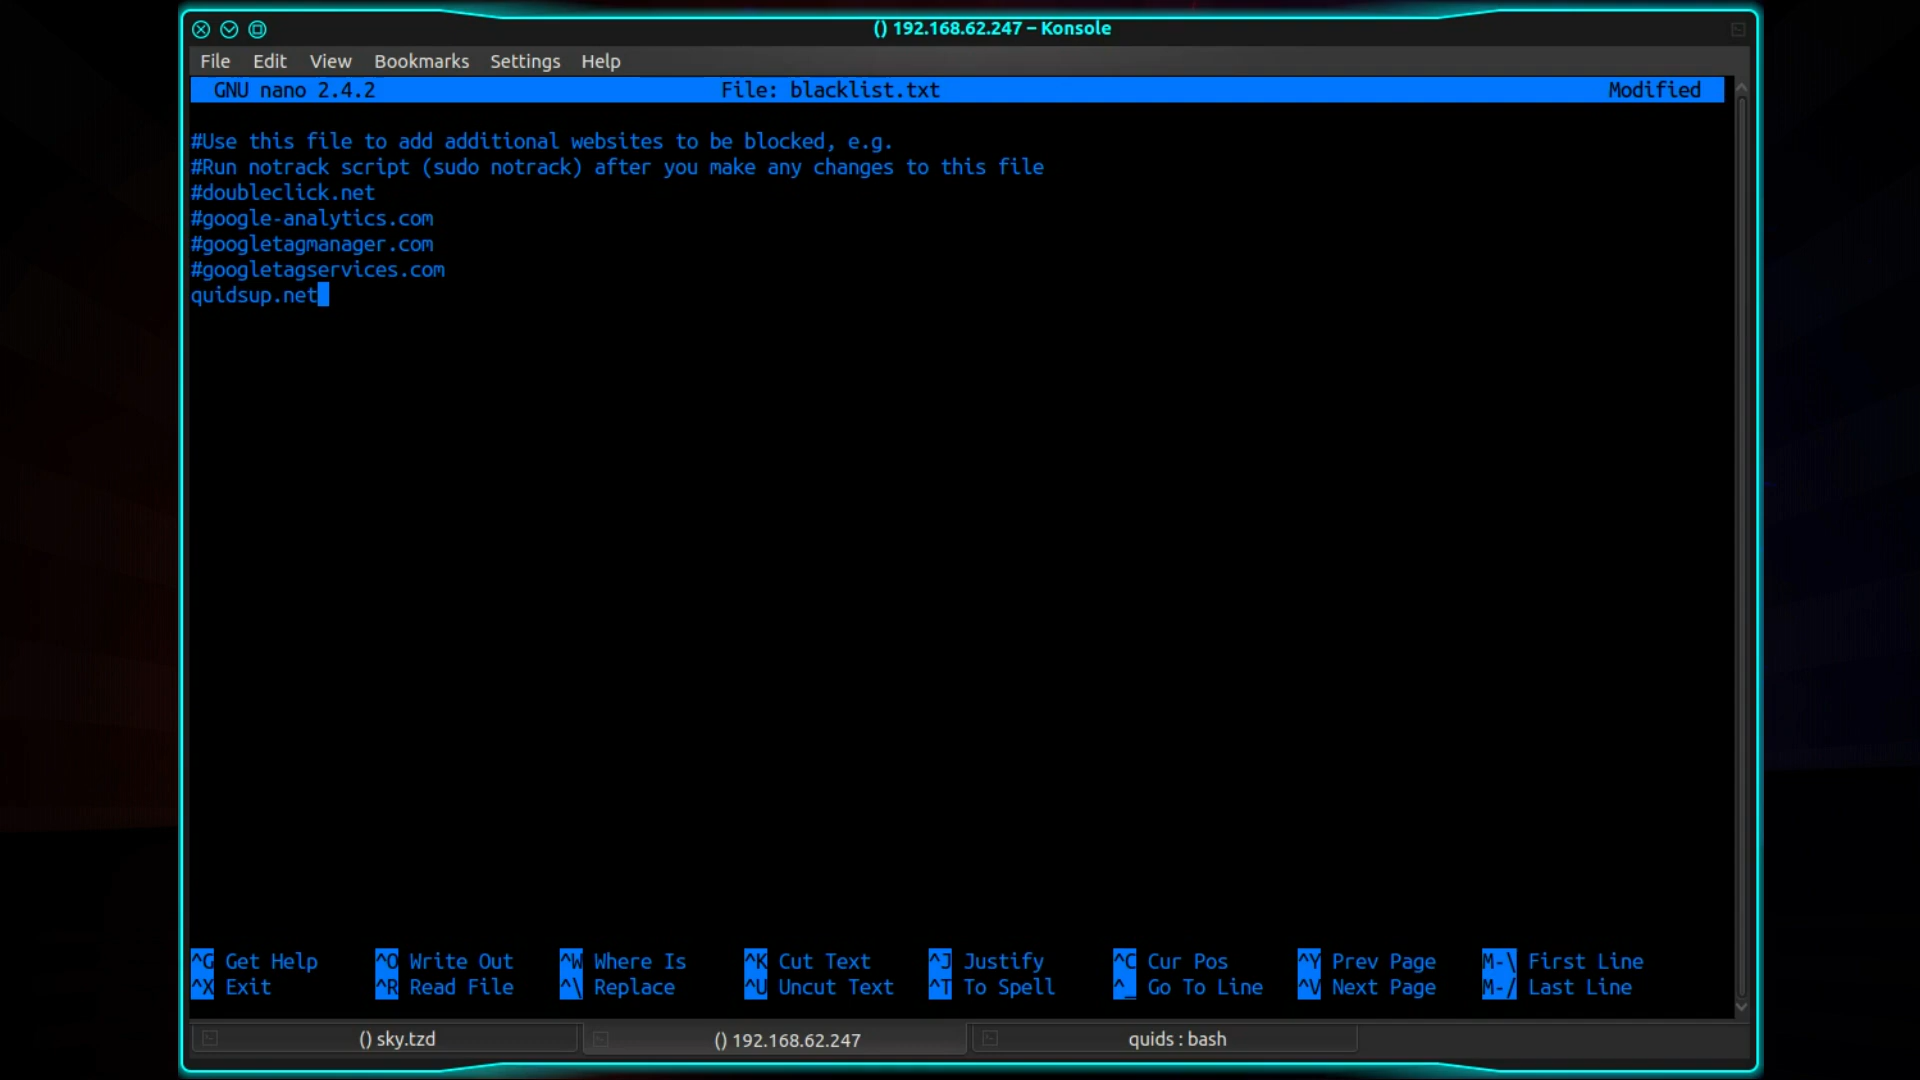 () 192.168.62.247 – Konsole
File Edit View Bookmarks Settings Help
GNU nano 2.4.2 File: blacklist.txt Modified
#Use this file to add additional websites to be blocked, e.g.
#Run notrack script (sudo notrack) after you make any changes to this file
#doubleclick.net
#google-analytics.com
#googletagmanager.com
#googletagservices.com
quidsup.net
^G Get Help ^O Write Out ^W Where Is ^K Cut Text ^J Justify ^C Cur Pos ^Y Prev Page M-\ First Line
^X Exit ^R Read File ^\ Replace ^U Uncut Text ^T To Spell ^_ Go To Line ^V Next Page M-/ Last Line
() sky.tzd () 192.168.62.247 quids : bash